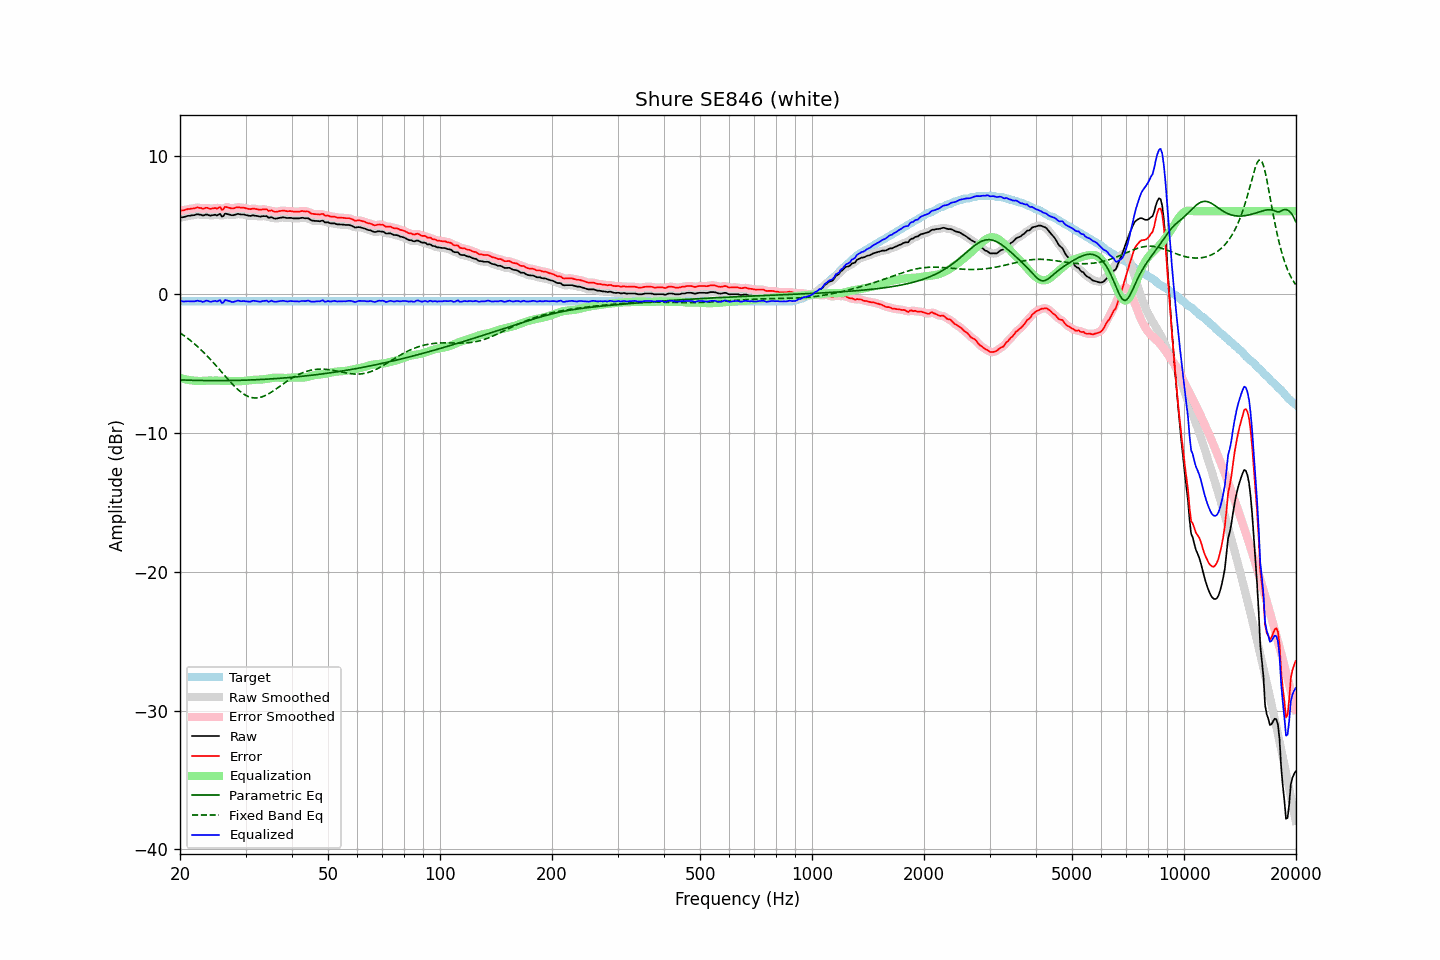 Shure SE846 (white)
10
0
−10
−20
−30
−40
Amplitude (dBr)
Target
Raw Smoothed
Error Smoothed
Raw
Error
Equalization
Parametric Eq
Fixed Band Eq
Equalized
20 50 100 200 500 1000 2000 5000 10000 20000
Frequency (Hz)